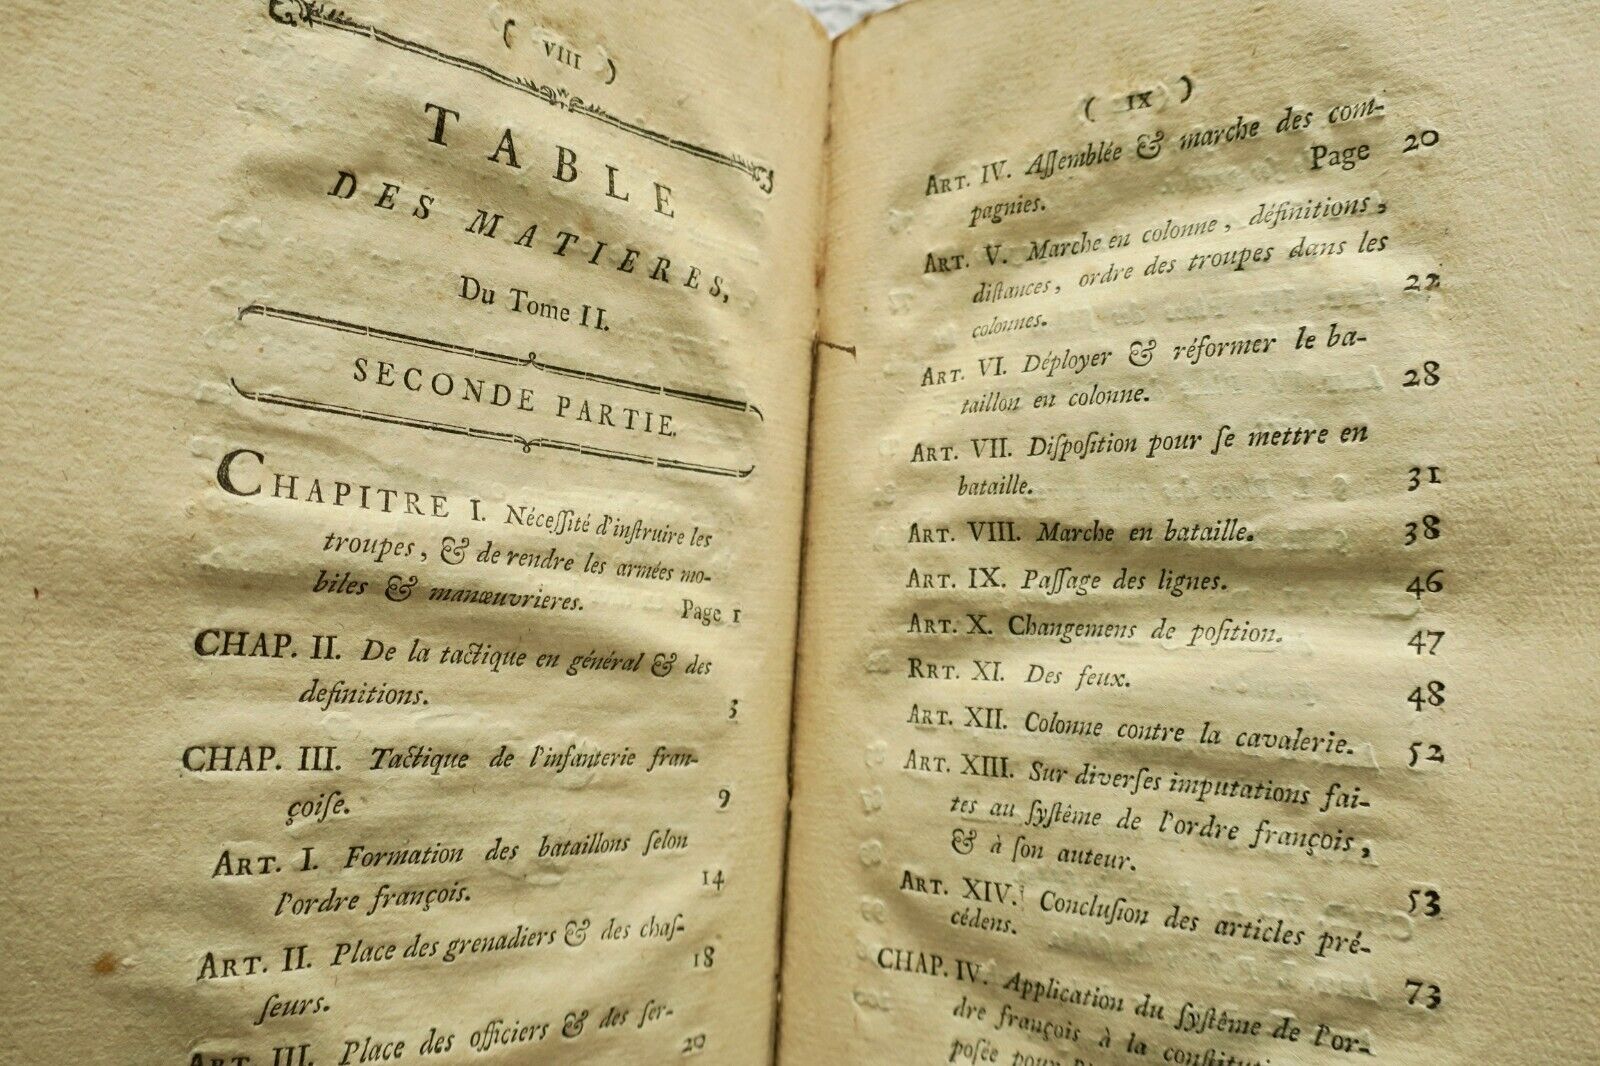 ( VIII )
TABLE
DES MATIERES,
Du Tome II.
SECONDE PARTIE.
CHAPITRE I. Néceſſité d'inſtruire les
troupes, & de rendre les armées mo-
biles & manœuvrieres. Page 1
CHAP. II. De la tactique en général & des
definitions. 3
CHAP. III. Tactique de l'infanterie fran-
çoiſe. 9
ART. I. Formation des bataillons ſelon
l'ordre françois. 14
ART. II. Place des grenadiers & des chaſ-
ſeurs. 18
ART. III. Place des officiers & des ſer-
20
( IX )
ART. IV. Aſſemblée & marche des com-
pagnies. Page 20
ART. V. Marche en colonne, définitions,
diſtances, ordre des troupes dans les
colonnes. 22
ART. VI. Déployer & réformer le ba-
taillon en colonne. 28
ART. VII. Diſpoſition pour ſe mettre en
bataille. 31
ART. VIII. Marche en bataille. 38
ART. IX. Paſſage des lignes. 46
ART. X. Changemens de poſition. 47
RRT. XI. Des feux. 48
ART. XII. Colonne contre la cavalerie. 52
ART. XIII. Sur diverſes imputations fai-
tes au ſyſtême de l'ordre françois,
& à ſon auteur. 53
ART. XIV. Concluſion des articles pré-
cédens. 73
CHAP. IV. Application du ſyſtême de l'or-
dre françois à la
poſée pour